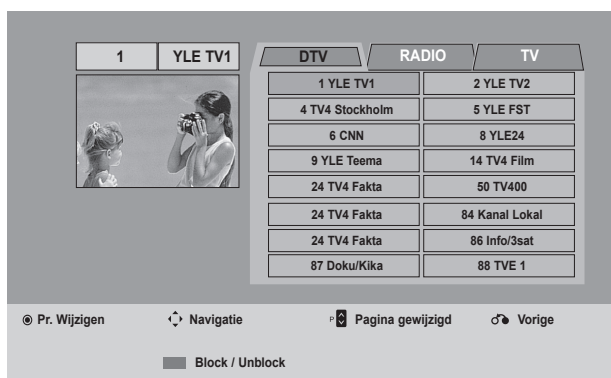 1 YLE TV1 DTV RADIO TV
1 YLE TV1 2 YLE TV2
4 TV4 Stockholm 5 YLE FST
6 CNN 8 YLE24
9 YLE Teema 14 TV4 Film
24 TV4 Fakta 50 TV400
24 TV4 Fakta 84 Kanal Lokal
24 TV4 Fakta 86 Info/3sat
87 Doku/Kika 88 TVE 1
Pr. Wijzigen Navigatie P Pagina gewijzigd Vorige
Block / Unblock